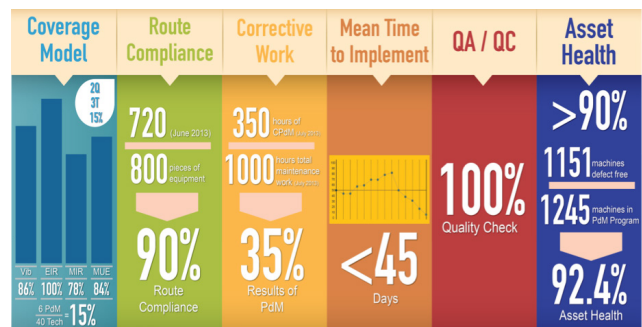 Coverage
Model
2Q
3T
15%
Vib EIR MIR MUE
86% 100% 78% 84%
6 PdM
40 Tech
=15%
Route
Compliance
720 (June 2013)
800 pieces of
equipment
90%
Route
Compliance
Corrective
Work
350 hours of
CPdM
1000 hours total
maintenance
work
35%
Results of
PdM
Mean Time
to Implement
<45
Days
QA / QC
100%
Quality Check
Asset
Health
>90%
1151 machines
defect free
1245 machines in
PdM Program
92.4%
Asset Health